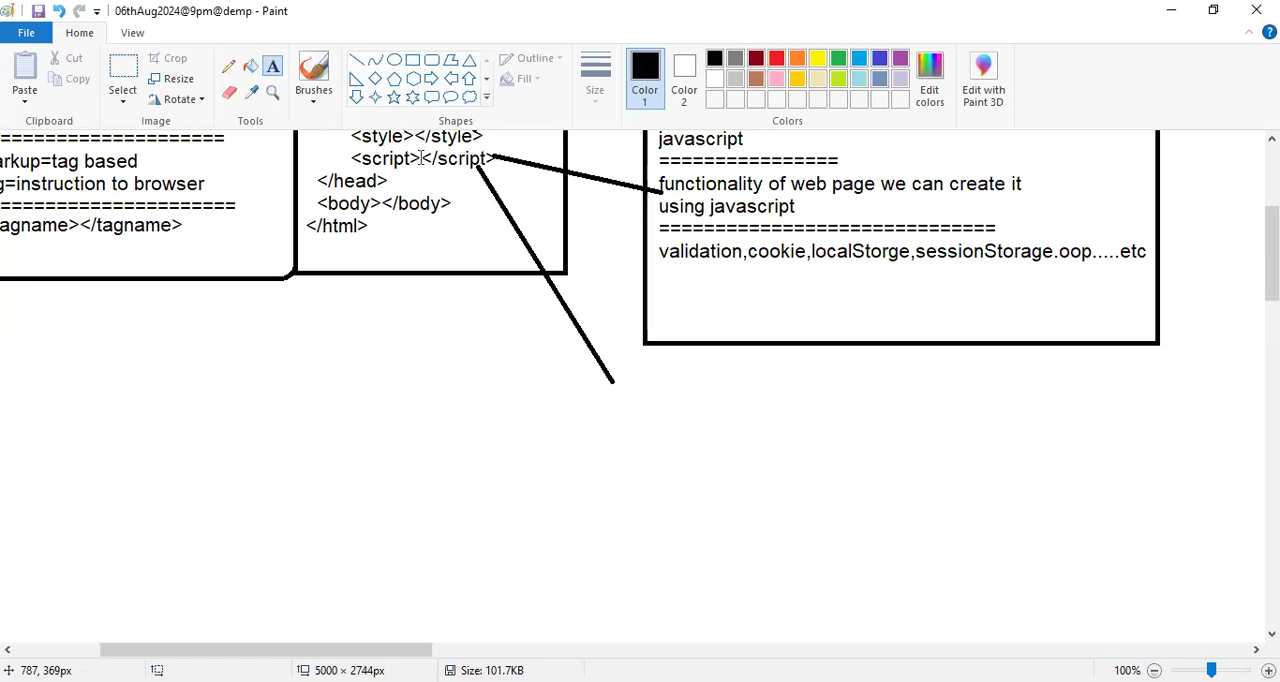 06thAug2024@9pm@demp - Paint
File
Home
View
Paste
Cut
Copy
Clipboard
Select
Crop
Resize
Rotate
Image
A
Tools
Brushes
Shapes
Outline
Fill
Size
Color
1
Color
2
Colors
Edit
colors
Edit with
Paint 3D
=====================
arkup=tag based
g=instruction to browser
=====================
agname></tagname>
<style></style>
<script></script>
</head>
<body></body>
</html>
javascript
================
functionality of web page we can create it
using javascript
==============================
validation,cookie,localStorge,sessionStorage.oop.....etc
787, 369px
5000 × 2744px
Size: 101.7KB
100%